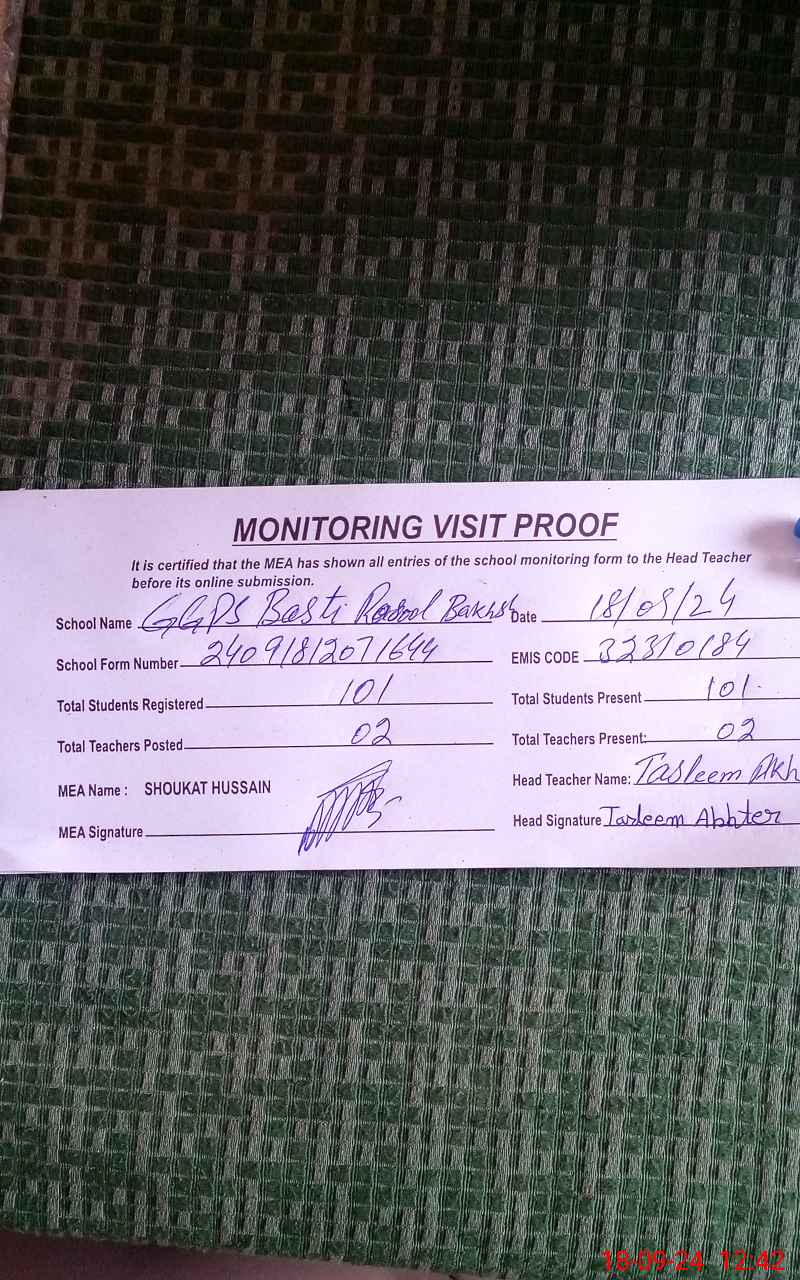 MONITORING VISIT PROOF
It is certified that the MEA has shown all entries of the school monitoring form to the Head Teacher
before its online submission.
School Name GGPS Basti Rasool Bakhsh Date 18/09/24
School Form Number 24091812071644 EMIS CODE 32310184
Total Students Registered 101 Total Students Present 101
Total Teachers Posted 02 Total Teachers Present: 02
MEA Name : SHOUKAT HUSSAIN Head Teacher Name: Tasleem Akh
MEA Signature Head Signature Tasleem Akhter
18-09-24 12:42